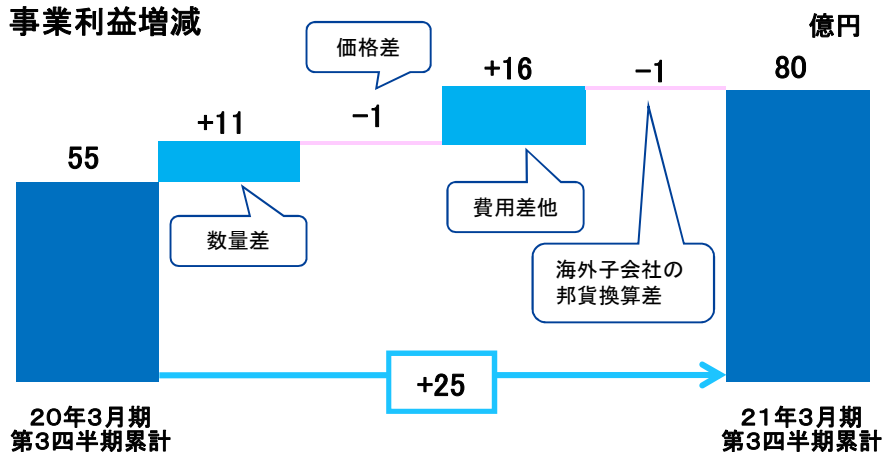 事業利益増減
億円
価格差
55
+11
-1
+16
-1
80
数量差
費用差他
海外子会社の
邦貨換算差
+25
20年3月期
第3四半期累計
21年3月期
第3四半期累計